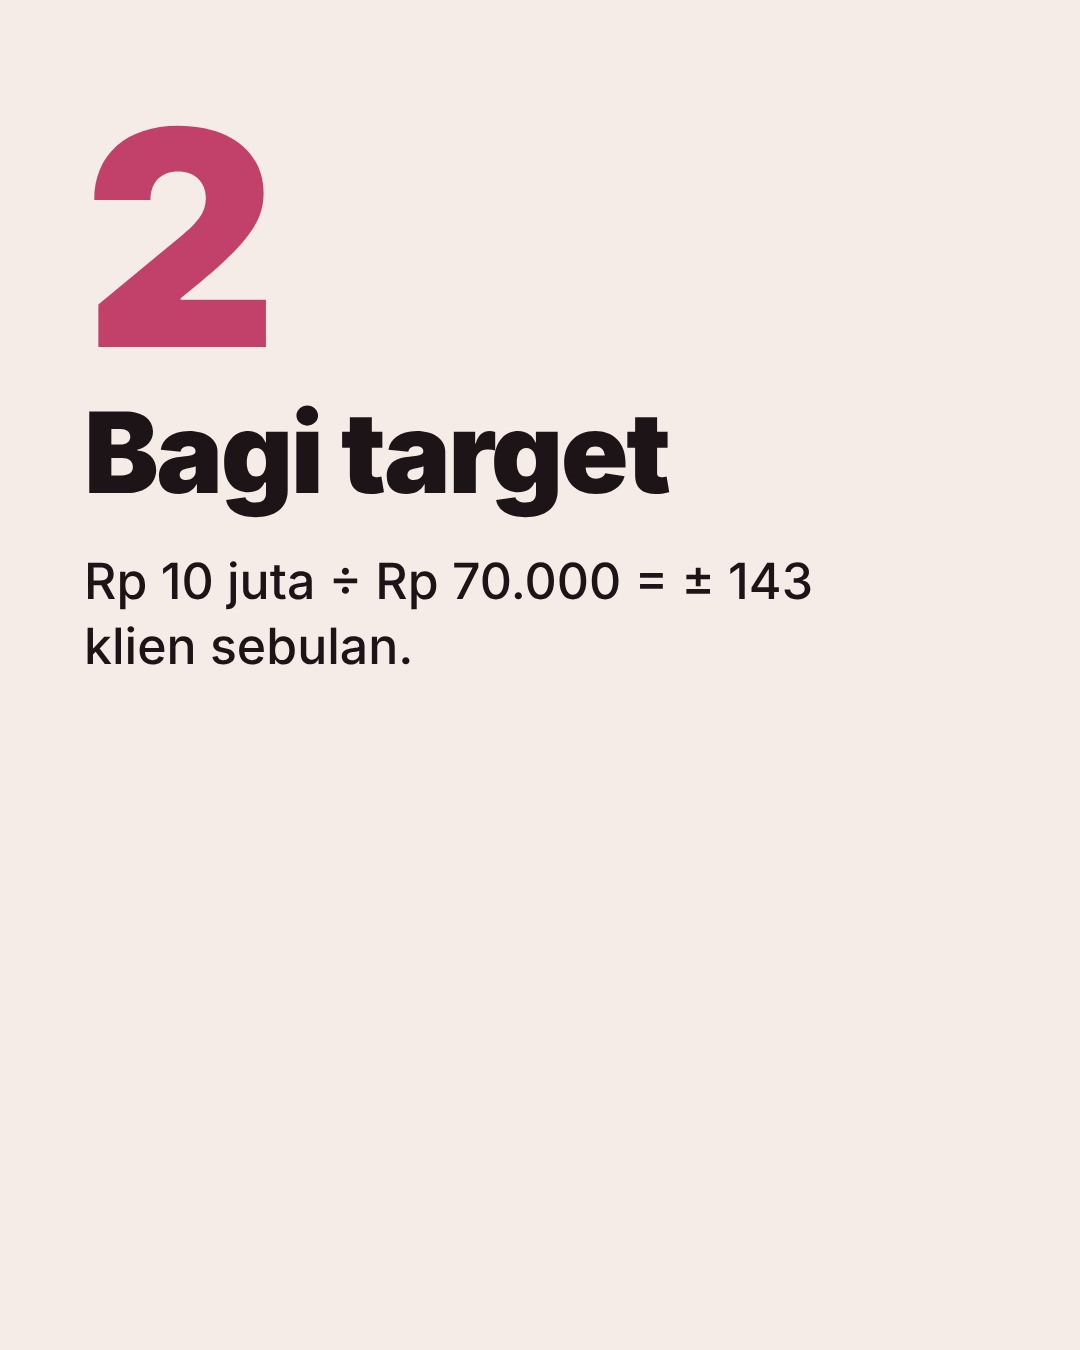 2
Bagi target
Rp 10 juta ÷ Rp 70.000 = ± 143
klien sebulan.